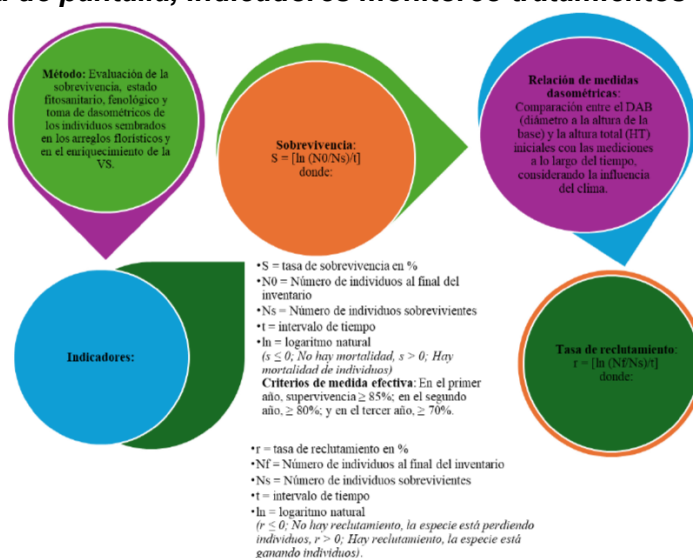 Método: Evaluación de la
sobrevivencia, estado
fitosanitario, fenológico y
toma de dasométricos de
los individuos sembrados
en los arreglos florísticos y
en el enriquecimiento de la
VS.
Sobrevivencia:
S = [ln (N0/Ns)/t]
donde:
Relación de medidas
dasométricas:
Comparación entre el DAB
(diámetro a la altura de la
base) y la altura total (HT)
iniciales con las mediciones
a lo largo del tiempo,
considerando la influencia
del clima.
Indicadores:
•S = tasa de sobrevivencia en %
•N0 = Número de individuos al final del
inventario
•Ns = Número de individuos sobrevivientes
•t = intervalo de tiempo
•ln = logaritmo natural
(s ≤ 0; No hay mortalidad, s > 0; Hay
mortalidad de individuos)
Criterios de medida efectiva: En el primer
año, supervivencia ≥ 85%; en el segundo
año, ≥ 80%; y en el tercer año, ≥ 70%.
Tasa de reclutamiento:
r = [ln (Nf/Ns)/t]
donde:
•r = tasa de reclutamiento en %
•Nf = Número de individuos al final del inventario
•Ns = Número de individuos sobrevivientes
•t = intervalo de tiempo
•ln = logaritmo natural
(r ≤ 0; No hay reclutamiento, la especie está perdiendo
individuos, r > 0; Hay reclutamiento, la especie está
ganando individuos).